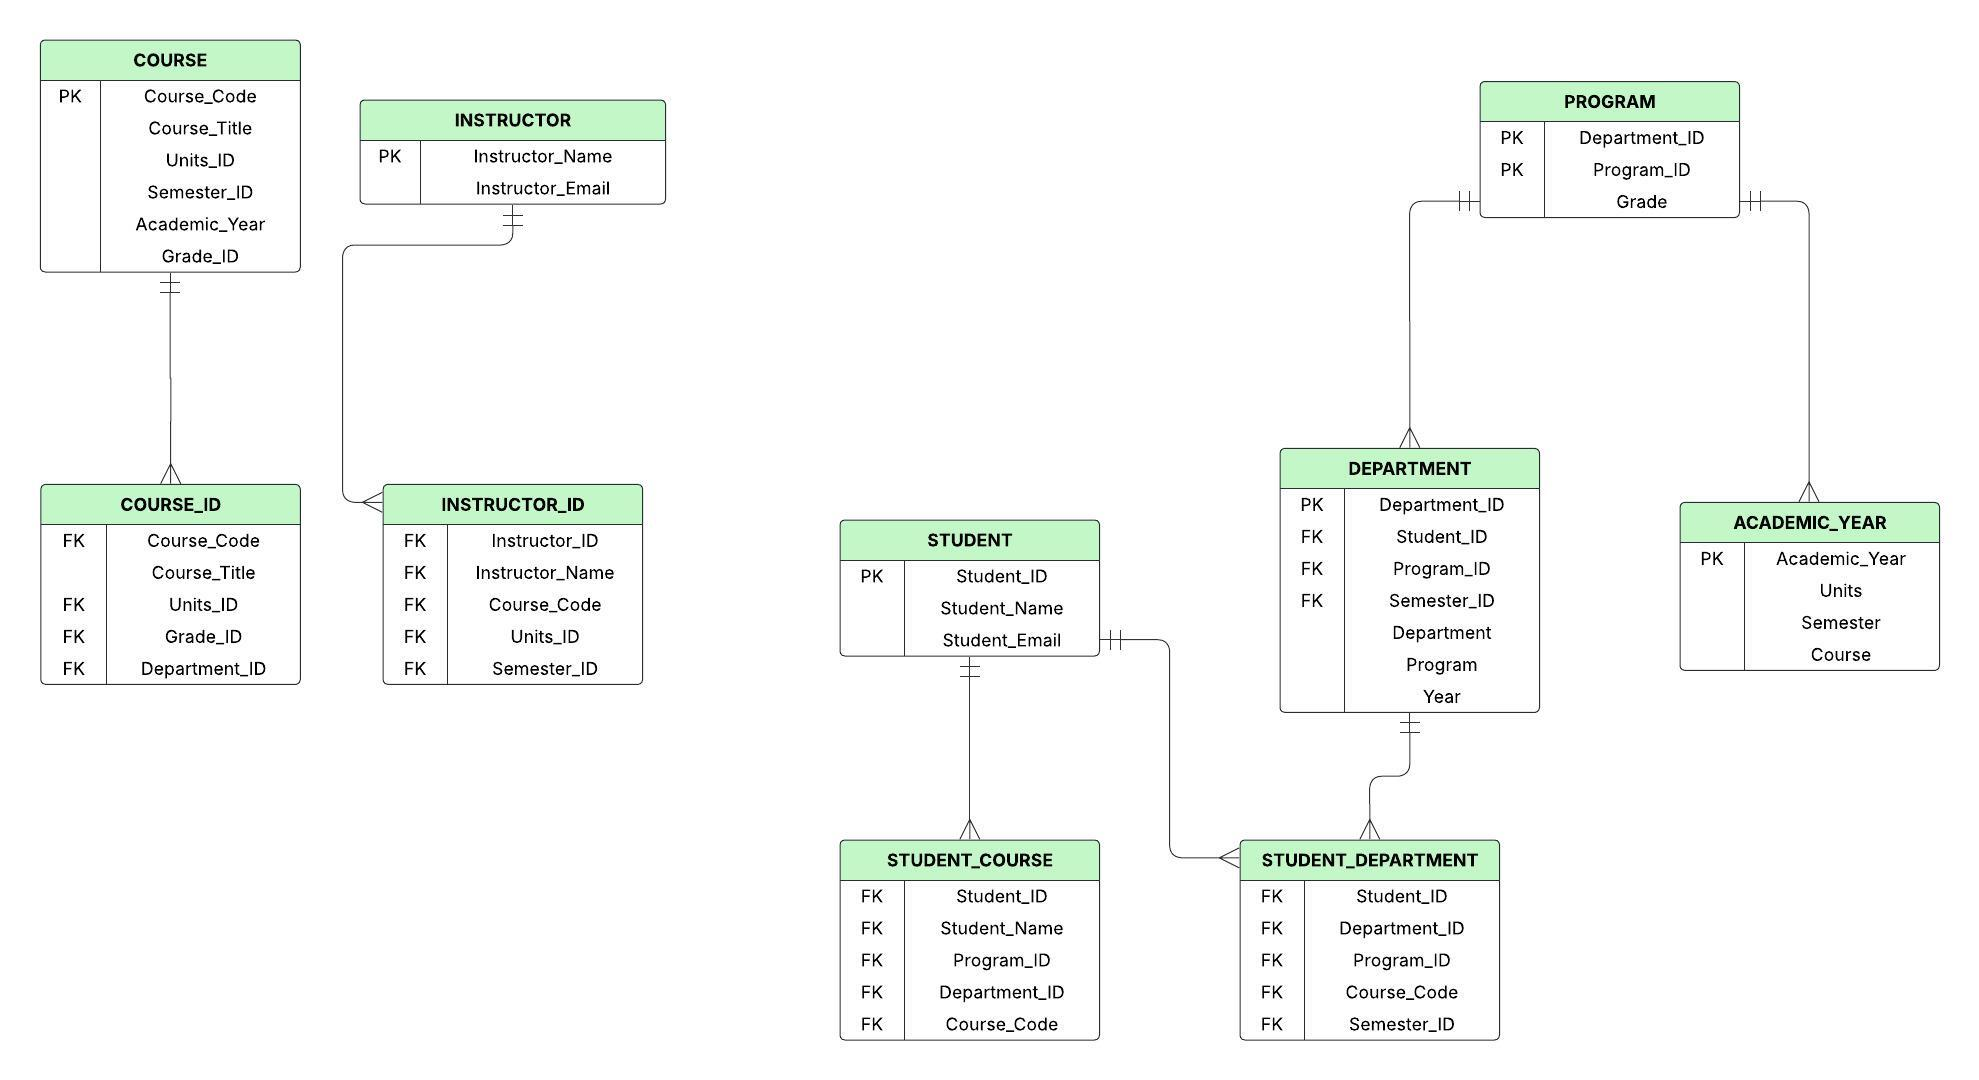 COURSE
PK Course_Code
Course_Title
Units_ID
Semester_ID
Academic_Year
Grade_ID
INSTRUCTOR
PK Instructor_Name
Instructor_Email
PROGRAM
PK Department_ID
PK Program_ID
Grade
COURSE_ID
FK Course_Code
Course_Title
FK Units_ID
FK Grade_ID
FK Department_ID
INSTRUCTOR_ID
FK Instructor_ID
FK Instructor_Name
FK Course_Code
FK Units_ID
FK Semester_ID
STUDENT
PK Student_ID
Student_Name
Student_Email
DEPARTMENT
PK Department_ID
FK Student_ID
FK Program_ID
FK Semester_ID
Department
Program
Year
ACADEMIC_YEAR
PK Academic_Year
Units
Semester
Course
STUDENT_COURSE
FK Student_ID
FK Student_Name
FK Program_ID
FK Department_ID
FK Course_Code
STUDENT_DEPARTMENT
FK Student_ID
FK Department_ID
FK Program_ID
FK Course_Code
FK Semester_ID